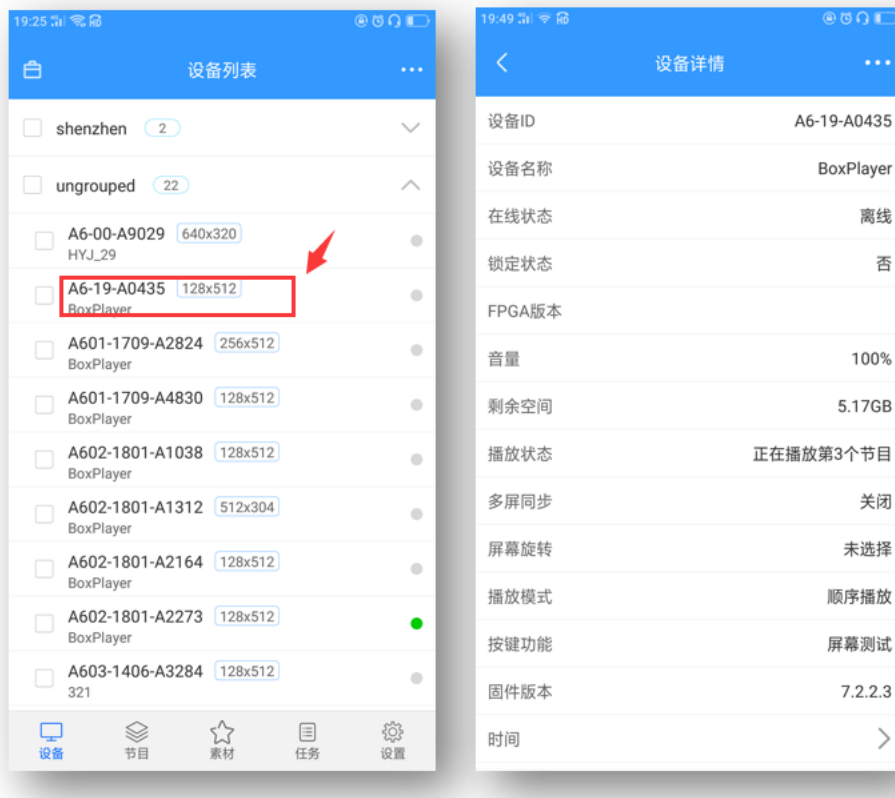 19:25
设备列表
shenzhen 2
ungrouped 22
A6-00-A9029 640x320
HYJ_29
A6-19-A0435 128x512
BoxPlayer
A601-1709-A2824 256x512
BoxPlayer
A601-1709-A4830 128x512
BoxPlayer
A602-1801-A1038 128x512
BoxPlayer
A602-1801-A1312 512x304
BoxPlayer
A602-1801-A2164 128x512
BoxPlayer
A602-1801-A2273 128x512
BoxPlayer
A603-1406-A3284 128x512
321
设备 节目 素材 任务 设置
19:49
设备详情
设备ID A6-19-A0435
设备名称 BoxPlayer
在线状态 离线
锁定状态 否
FPGA版本
音量 100%
剩余空间 5.17GB
播放状态 正在播放第3个节目
多屏同步 关闭
屏幕旋转 未选择
播放模式 顺序播放
按键功能 屏幕测试
固件版本 7.2.2.3
时间